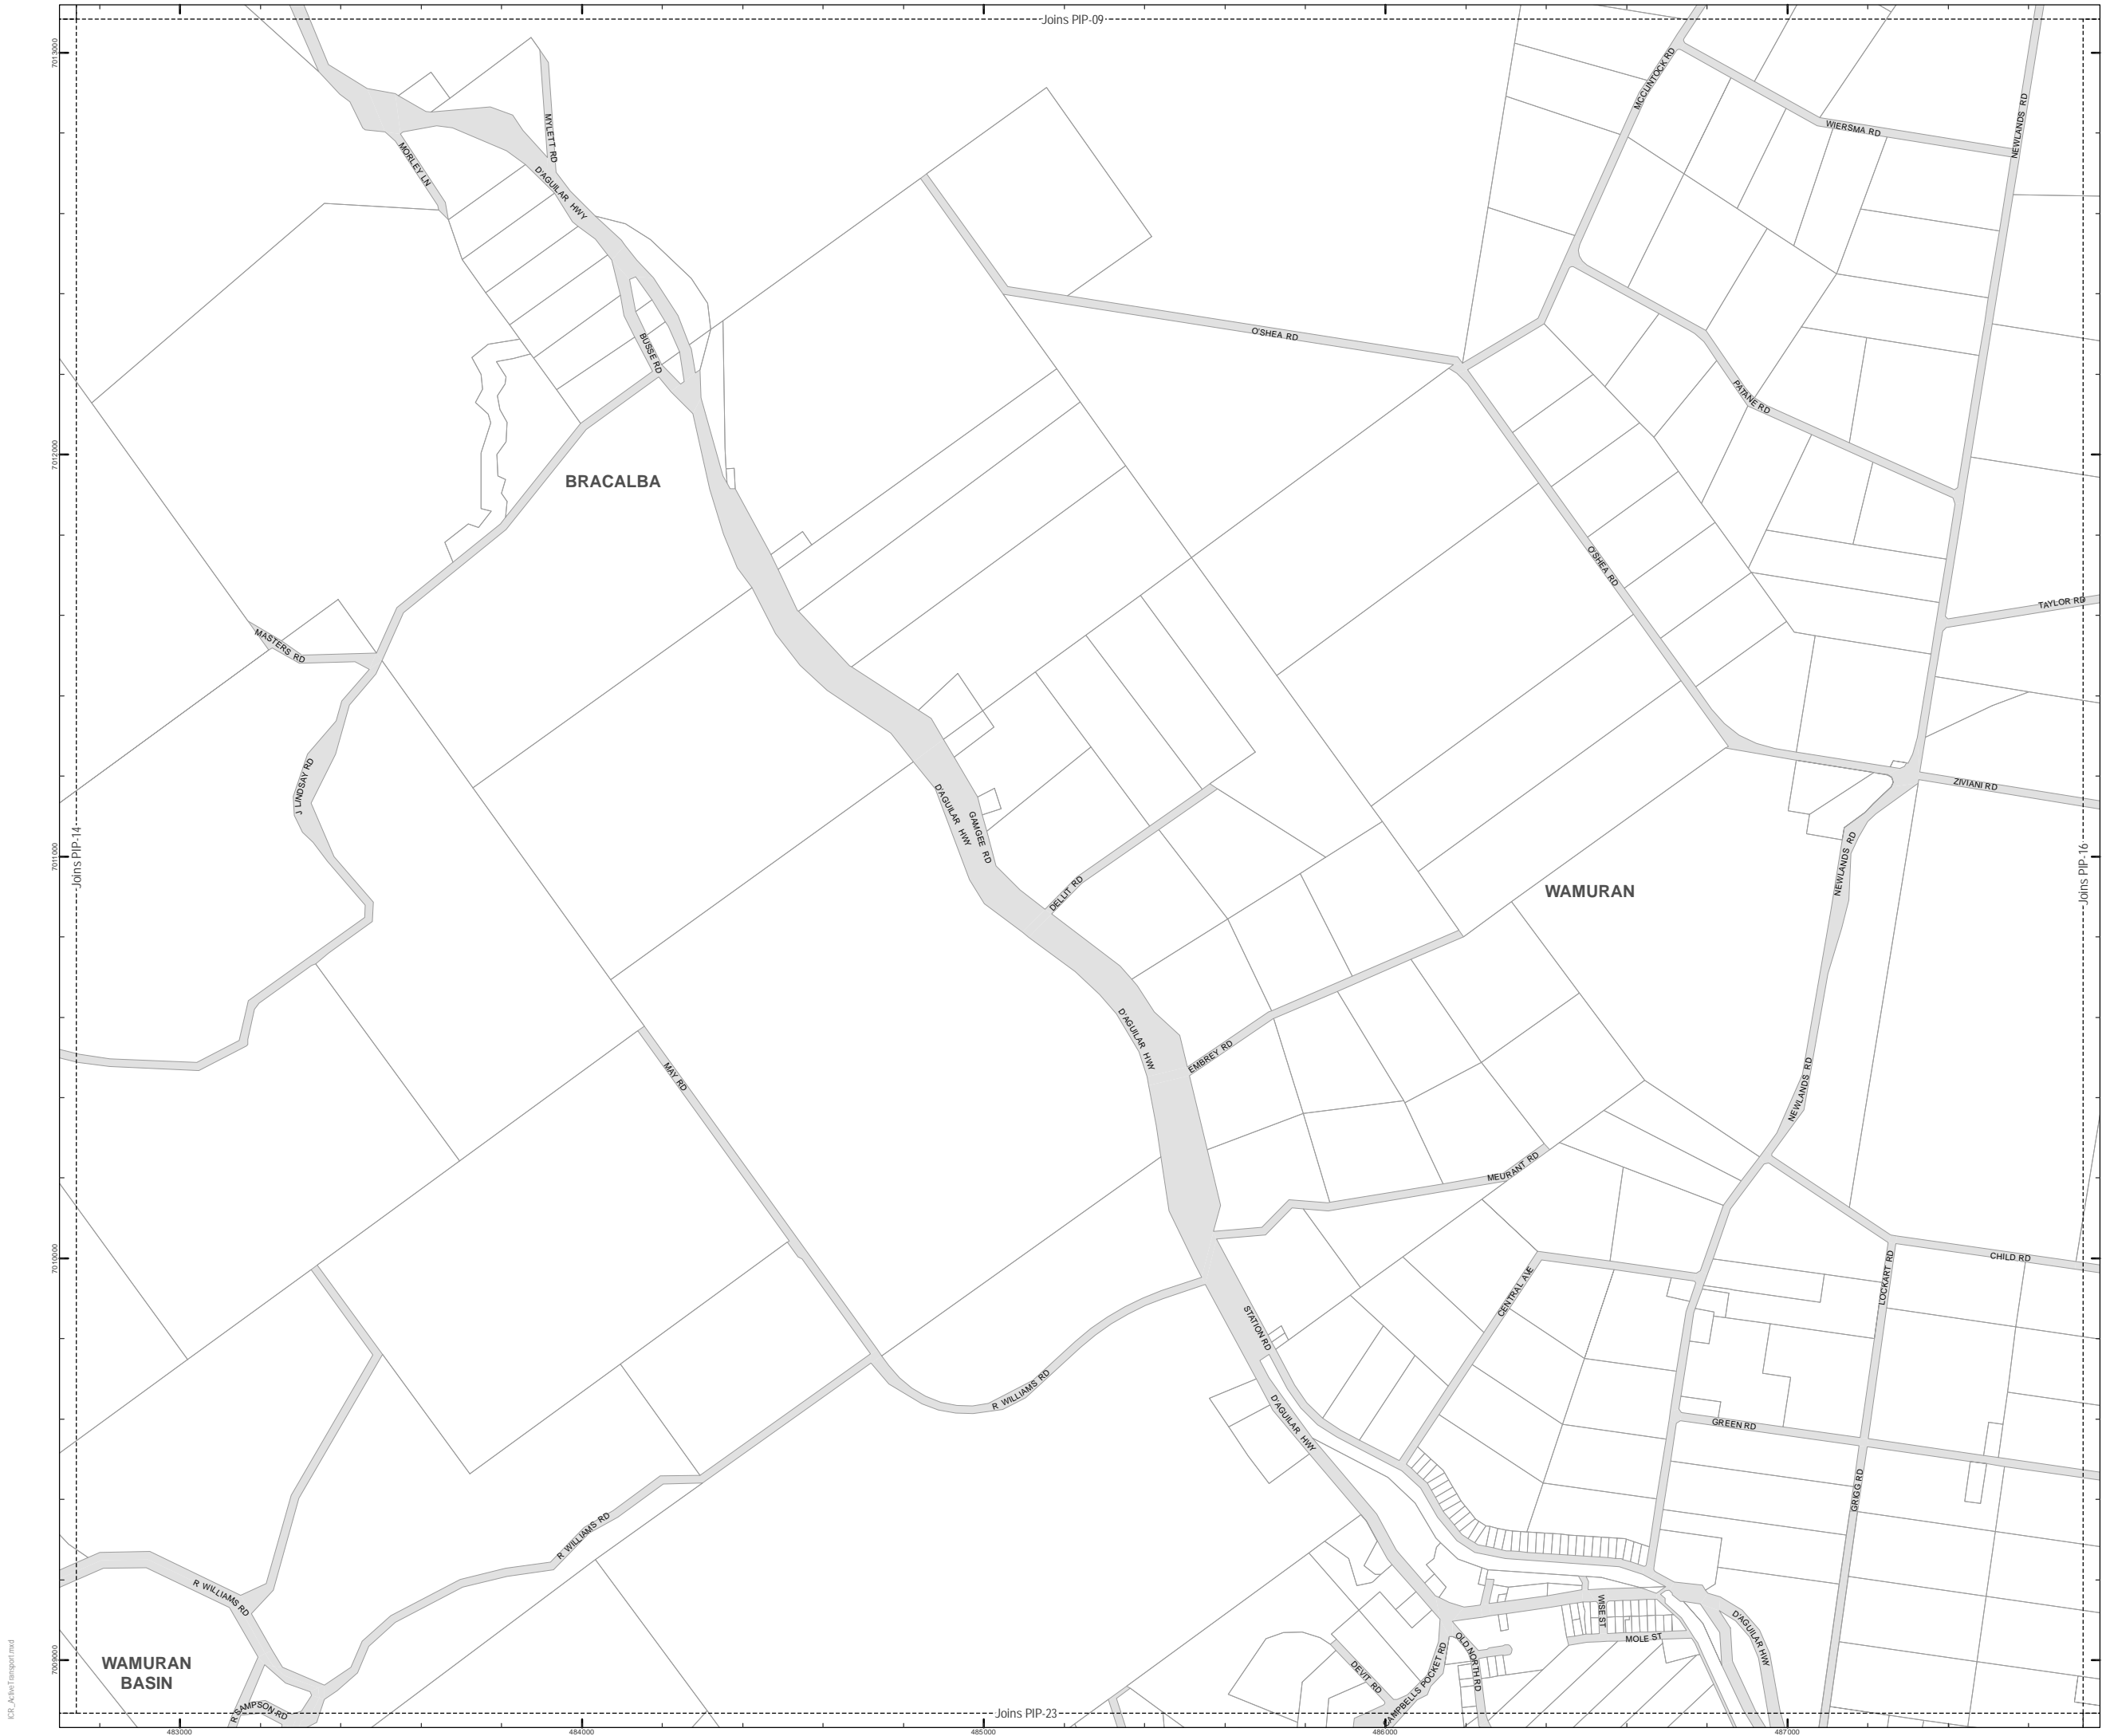 Joins PIP-09
7013000
MCCLINTOCK RD
NEWLANDS RD
WIERSMA RD
MYLETT RD
MORLEY LN
D'AGUILAR HWY
O'SHEA RD
BUSSE RD
PATANE RD
7012000
BRACALBA
O'SHEA RD
TAYLOR RD
MASTERS RD
J LINDSAY RD
ZIVIANI RD
D'AGUILAR HWY
GAMGEE RD
Joins PIP-14
7011000
NEWLANDS RD
Joins PIP-16
DELLIT RD
WAMURAN
D'AGUILAR HWY
EMBREY RD
MAY RD
NEWLANDS RD
MEURANT RD
7010000
CHILD RD
LOCKART RD
CENTRAL AVE
STATION RD
R WILLIAMS RD
D'AGUILAR HWY
GREEN RD
GRIGG RD
R WILLIAMS RD
R WILLIAMS RD
WISE ST
MOLE ST
D'AGUILAR HWY
OLD NORTH RD
CAMPBELLS POCKET RD
DEVIT RD
7009000
WAMURAN
BASIN
R SAMPSON RD
Joins PIP-23
ICR_ActiveTransport.mxd
483000
484000
485000
486000
487000